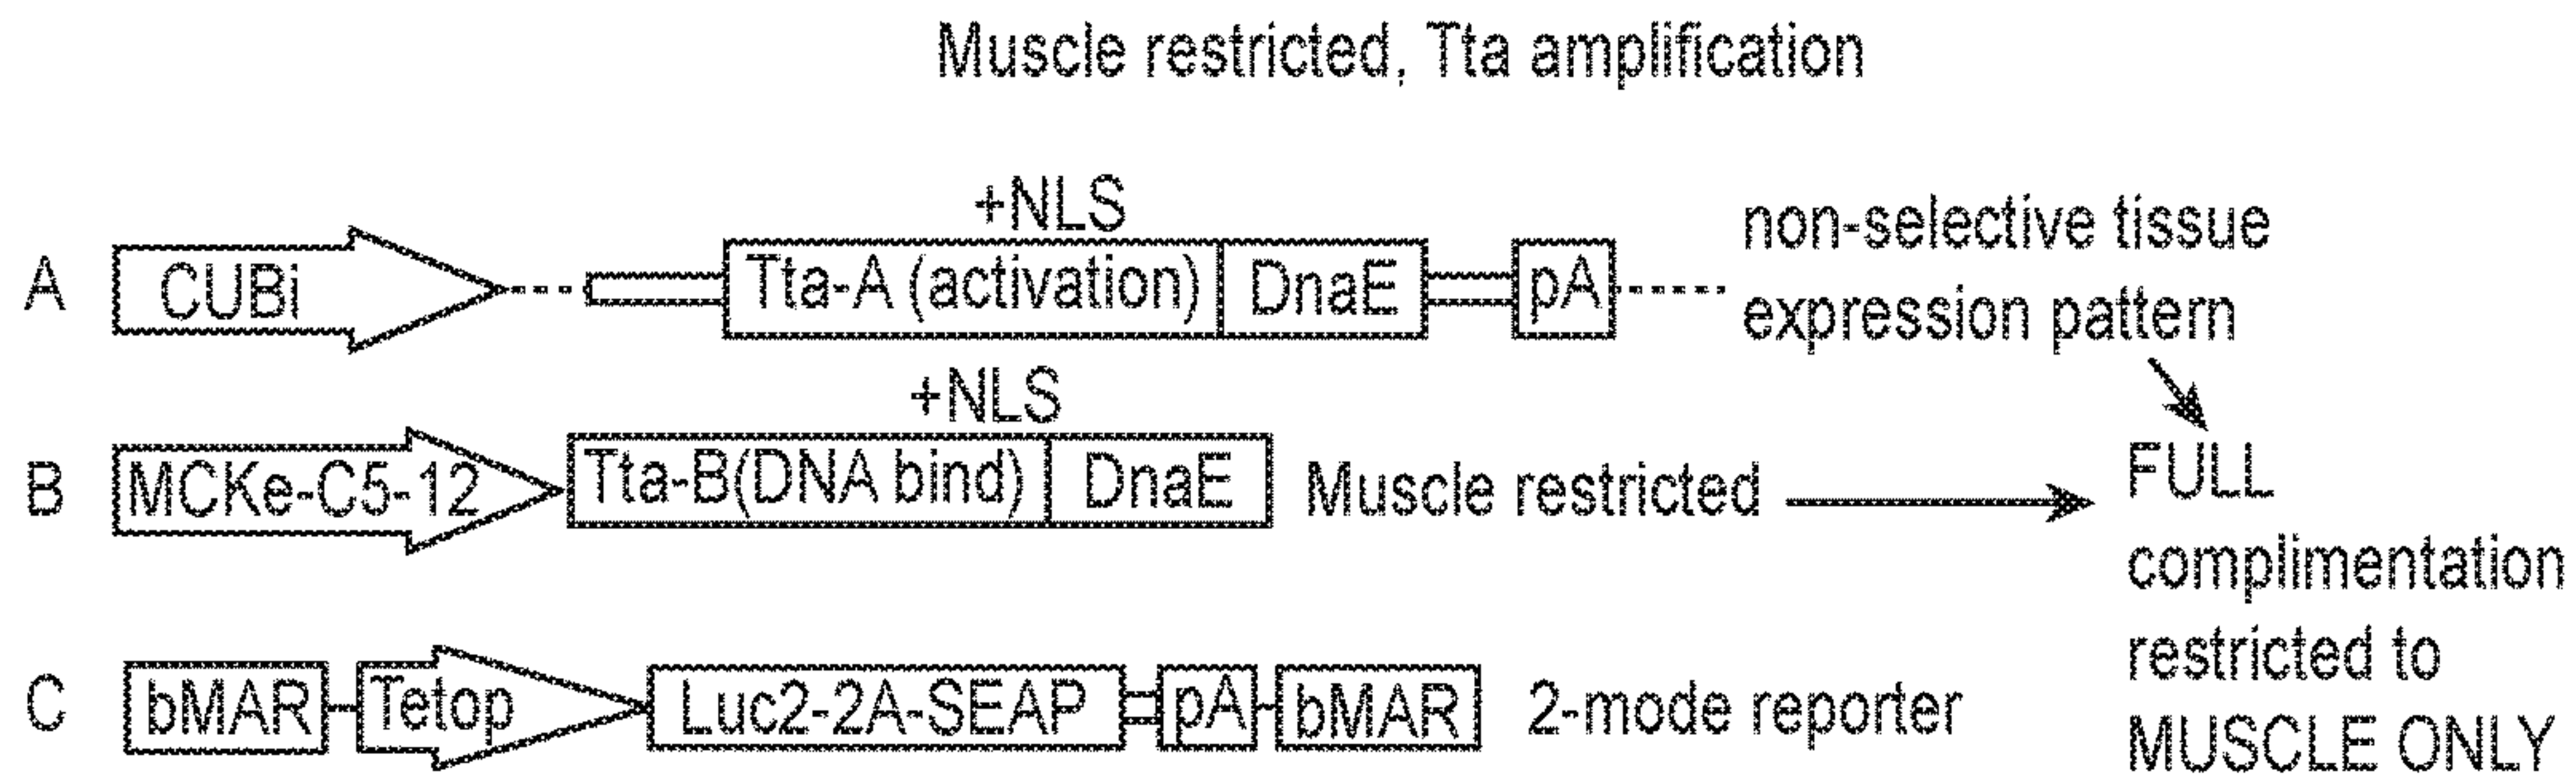 Muscle restricted, Tta amplification
+NLS
A CUBi Tta-A (activation) DnaE pA non-selective tissue
expression pattern
+NLS
B MCKe-C5-12 Tta-B(DNA bind) DnaE Muscle restricted FULL
complimentation
restricted to
MUSCLE ONLY
C bMAR Tetop Luc2-2A-SEAP pA bMAR 2-mode reporter